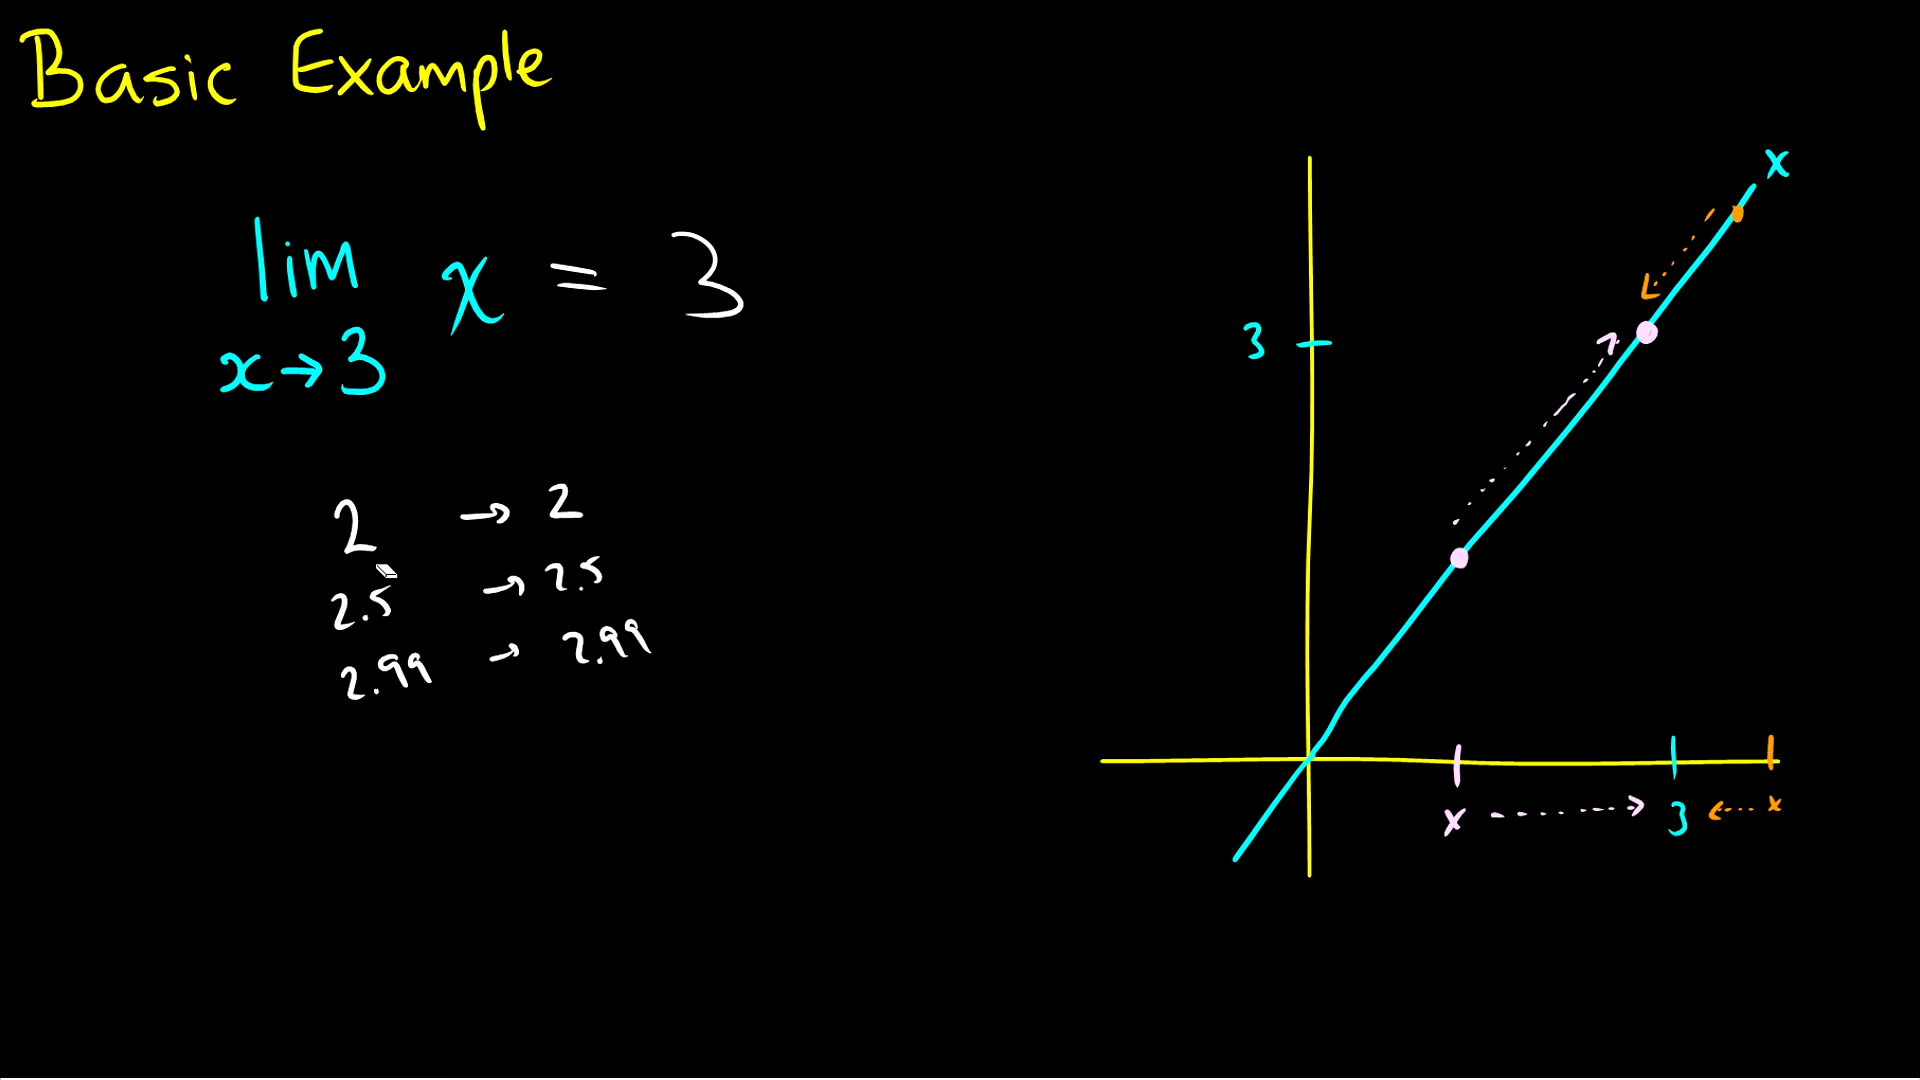 Basic Example
lim x = 3
x→3
2 → 2
2.5 → 2.5
2.99 → 2.99
x
3
x 3 x